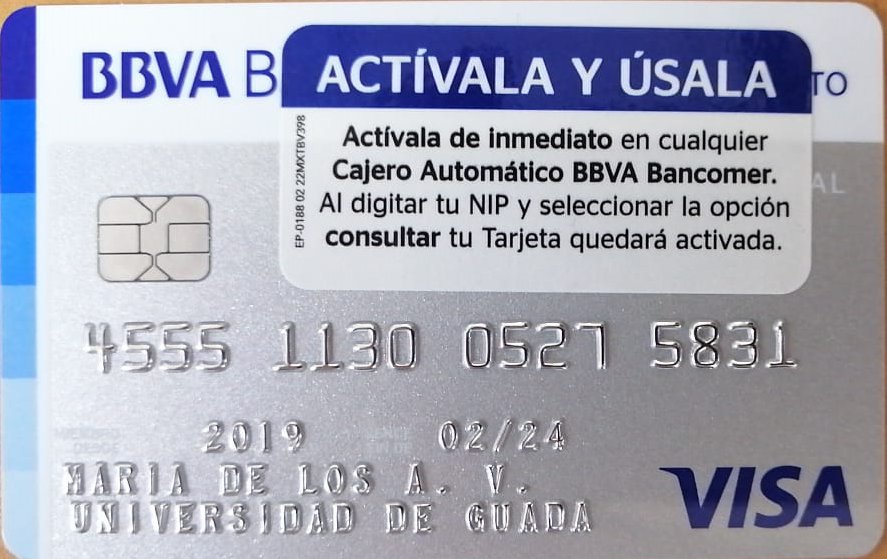 BBVA B
ACTÍVALA Y ÚSALA
TO
Actívala de inmediato en cualquier
Cajero Automático BBVA Bancomer.
Al digitar tu NIP y seleccionar la opción
consultar tu Tarjeta quedará activada.
EP-0188 02 22MXTBV398
AL
4555 1130 0527 5831
2019 02/24
MARIA DE LOS A. V.
UNIVERSIDAD DE GUADA
VISA